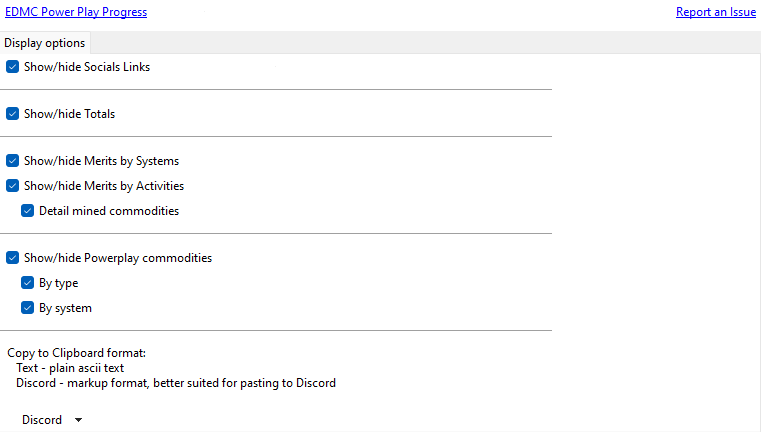 EDMC Power Play Progress
Report an Issue
Display options
Show/hide Socials Links
Show/hide Totals
Show/hide Merits by Systems
Show/hide Merits by Activities
Detail mined commodities
Show/hide Powerplay commodities
By type
By system
Copy to Clipboard format:
Text - plain ascii text
Discord - markup format, better suited for pasting to Discord
Discord